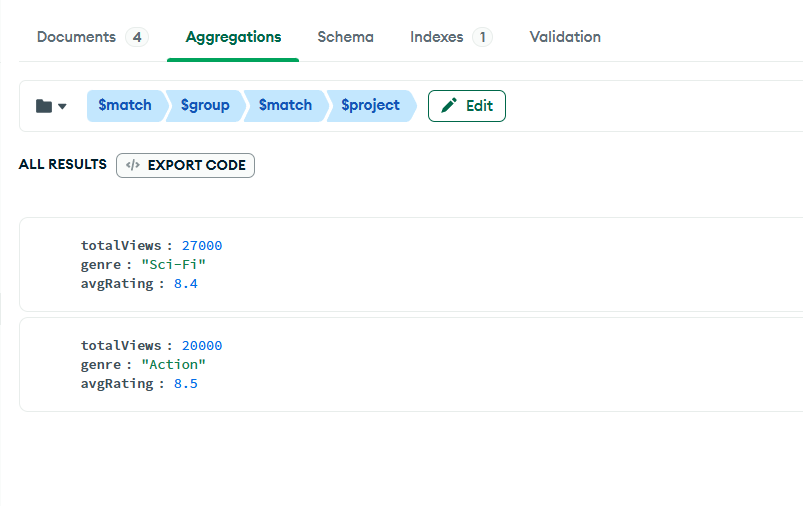 Documents 4 Aggregations Schema Indexes 1 Validation
$match $group $match $project Edit
ALL RESULTS </> EXPORT CODE
totalViews : 27000
genre : "Sci-Fi"
avgRating : 8.4
totalViews : 20000
genre : "Action"
avgRating : 8.5